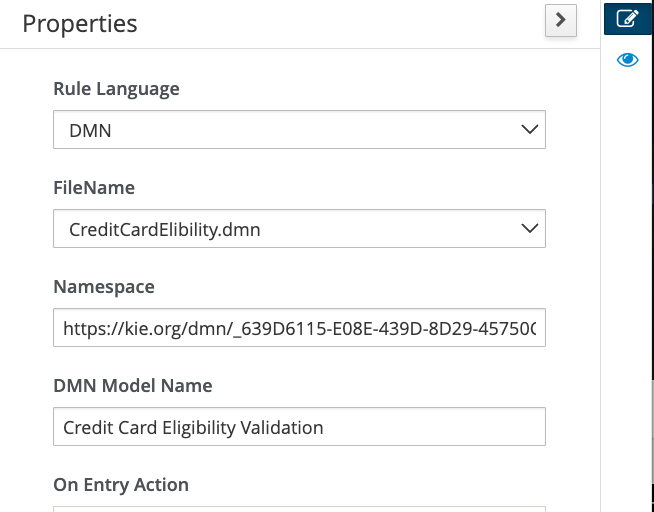 Properties
Rule Language
DMN
FileName
CreditCardElibility.dmn
Namespace
https://kie.org/dmn/_639D6115-E08E-439D-8D29-45750
DMN Model Name
Credit Card Eligibility Validation
On Entry Action